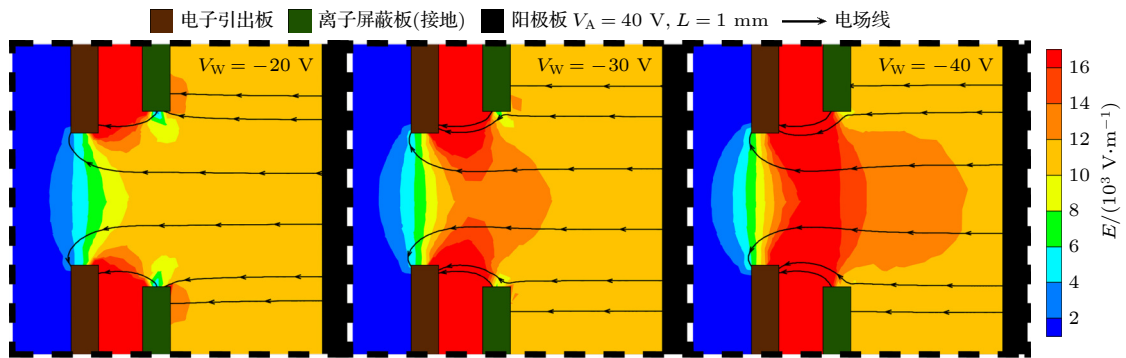 电子引出板 离子屏蔽板(接地) 阳极板 V_A = 40 V, L = 1 mm 电场线
V_W = −20 V V_W = −30 V V_W = −40 V
16
14
12
10
8
6
4
2
E/(10³ V·m⁻¹)